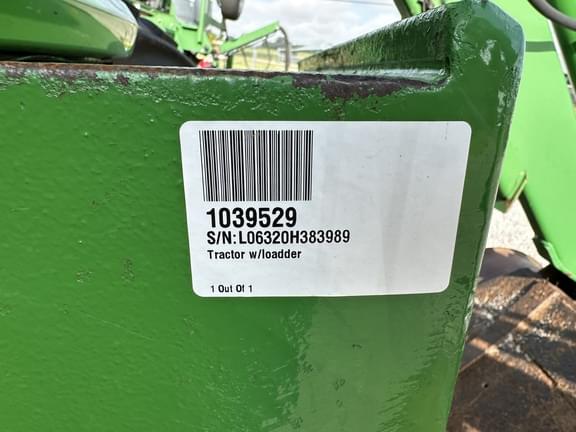 1039529
S/N:L06320H383989
Tractor w/loadder
1 Out Of 1